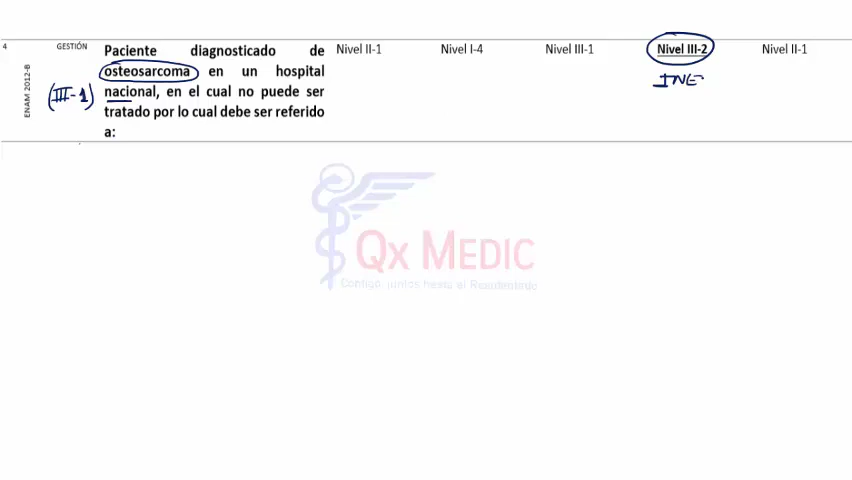 4
GESTIÓN
ENAM 2012-B
(III-1)
Paciente diagnosticado de
osteosarcoma en un hospital
nacional, en el cual no puede ser
tratado por lo cual debe ser referido
a:
Nivel II-1
Nivel I-4
Nivel III-1
Nivel III-2
INE
Nivel II-1
QX MEDIC
Contigo, juntos hasta el Residentado